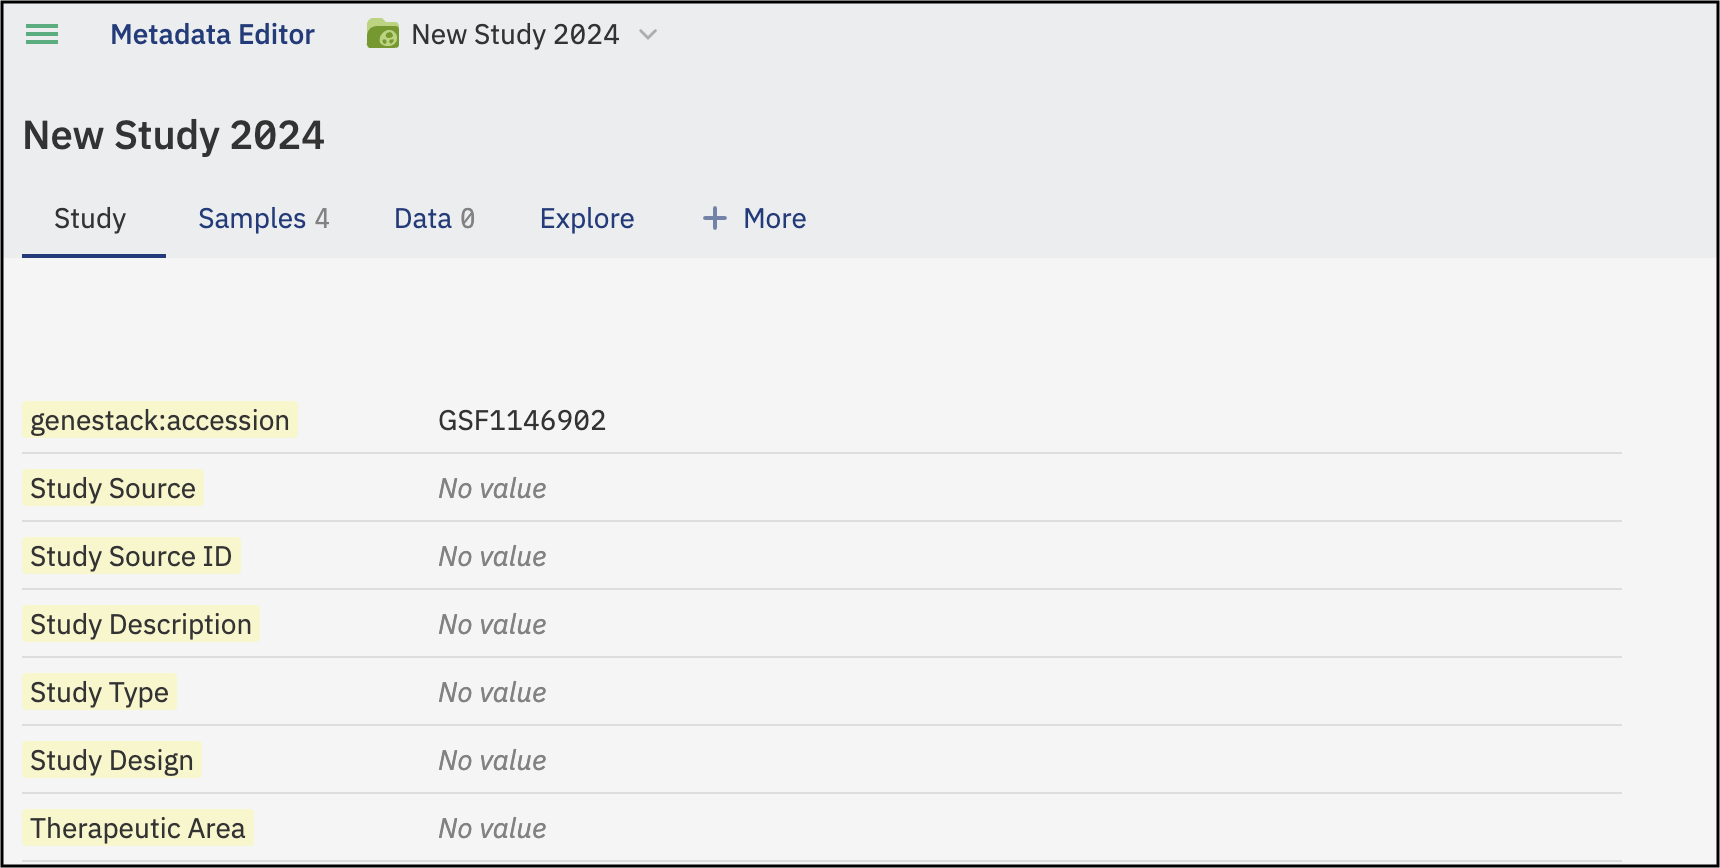 Metadata Editor New Study 2024
New Study 2024
Study Samples 4 Data 0 Explore + More
genestack:accession GSF1146902
Study Source No value
Study Source ID No value
Study Description No value
Study Type No value
Study Design No value
Therapeutic Area No value